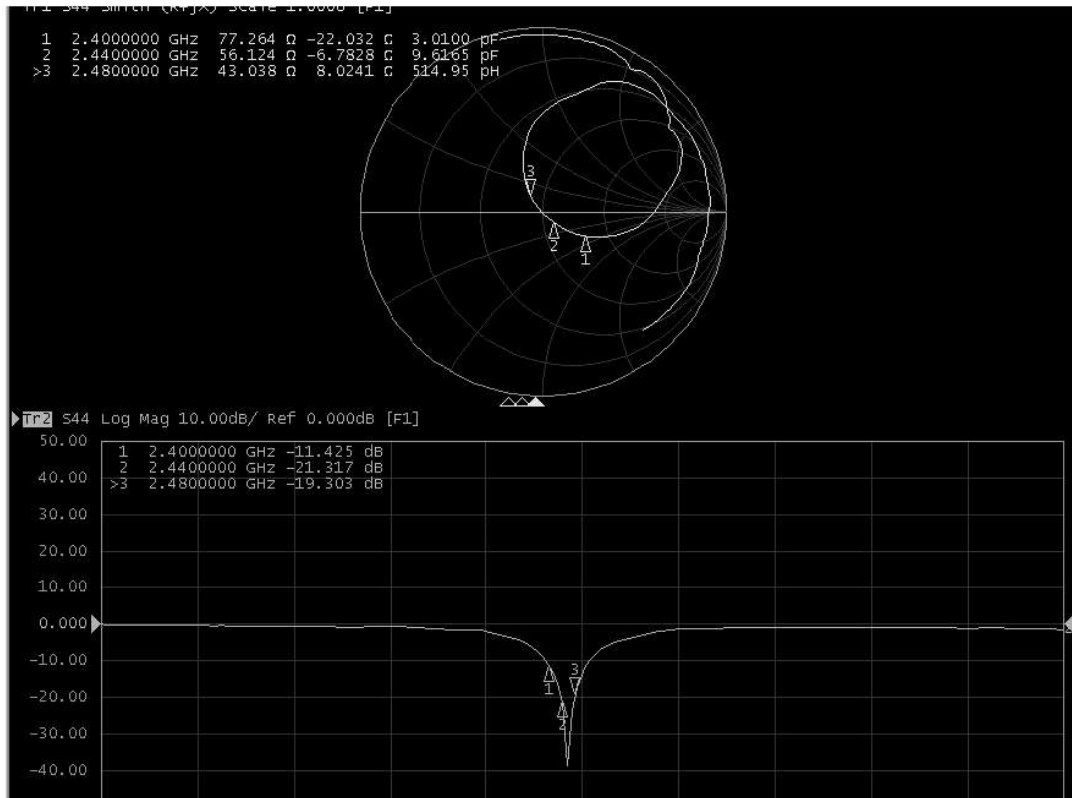 Tr1 S44 Smith (R+jX) Scale 1.000U [F1]
1 2.4000000 GHz 77.264 Ω -22.032 Ω 3.0100 pF
2 2.4400000 GHz 56.124 Ω -6.7828 Ω 9.6165 pF
>3 2.4800000 GHz 43.038 Ω 8.0241 Ω 514.95 pH
3
2
1
Tr2 S44 Log Mag 10.00dB/ Ref 0.000dB [F1]
50.00
1 2.4000000 GHz -11.425 dB
2 2.4400000 GHz -21.317 dB
>3 2.4800000 GHz -19.303 dB
40.00
30.00
20.00
10.00
0.000
-10.00
3
1
-20.00
2
-30.00
-40.00